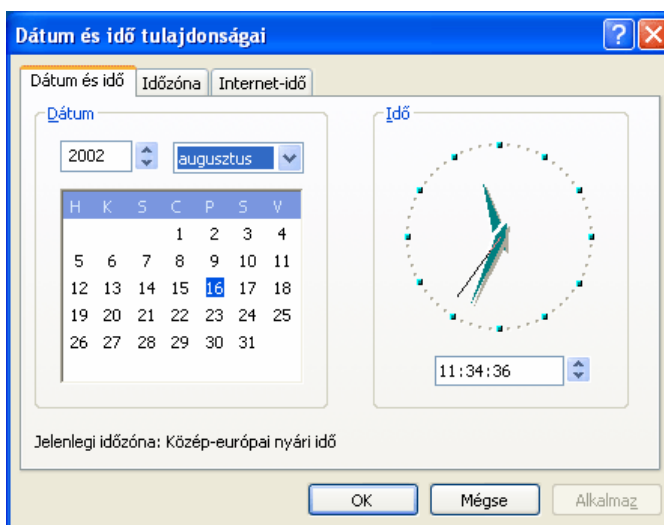 Dátum és idő tulajdonságai
Dátum és idő Időzóna Internet-idő
Dátum
2002 augusztus
H K S C P S V
1 2 3 4
5 6 7 8 9 10 11
12 13 14 15 16 17 18
19 20 21 22 23 24 25
26 27 28 29 30 31
Idő
11:34:36
Jelenlegi időzóna: Közép-európai nyári idő
OK Mégse Alkalmaz